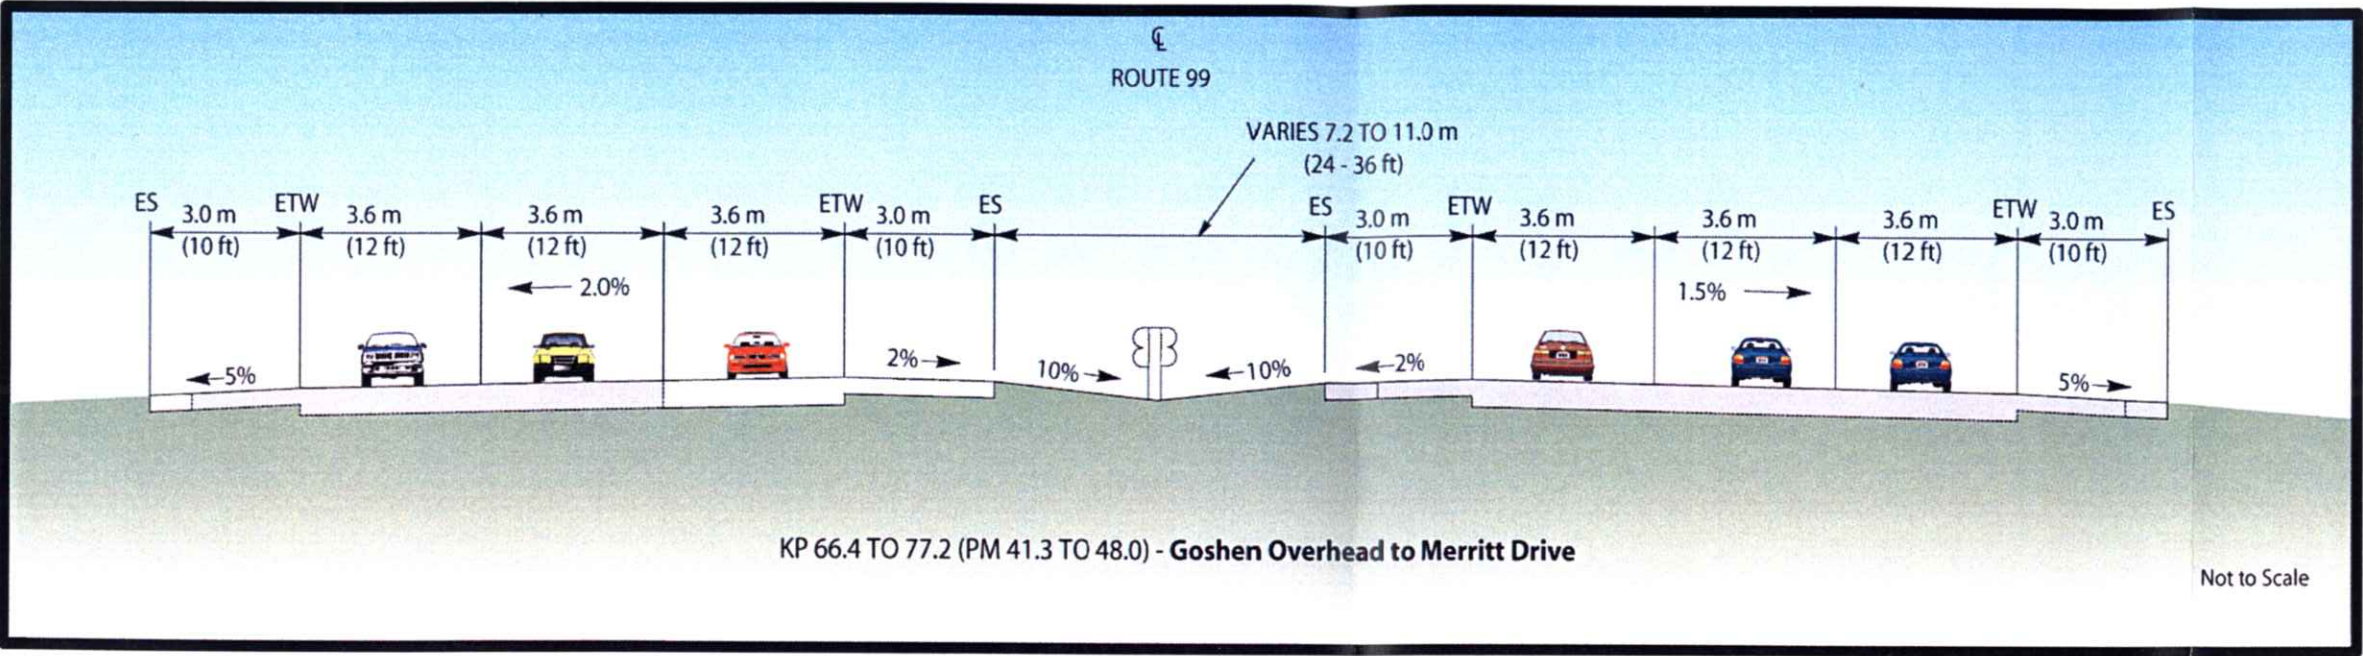 ℄
ROUTE 99
VARIES 7.2 TO 11.0 m
(24 - 36 ft)
ES ETW ETW ES ES ETW ETW ES
3.0 m 3.6 m 3.6 m 3.6 m 3.0 m 3.0 m 3.6 m 3.6 m 3.6 m 3.0 m
(10 ft) (12 ft) (12 ft) (12 ft) (10 ft) (10 ft) (12 ft) (12 ft) (12 ft) (10 ft)
2.0% 1.5%
5% 2% 10% 10% 2% 5%
KP 66.4 TO 77.2 (PM 41.3 TO 48.0) - Goshen Overhead to Merritt Drive
Not to Scale